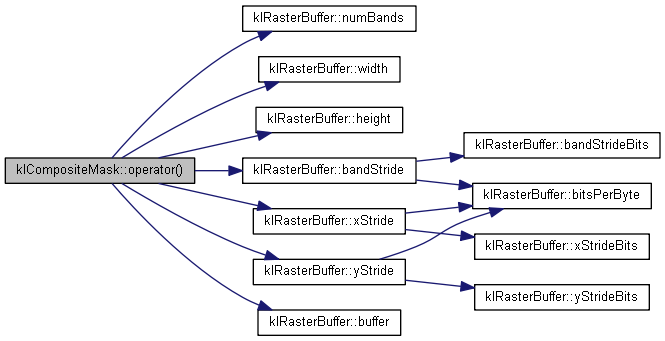 klRasterBuffer::numBands
klRasterBuffer::width
klRasterBuffer::height
klCompositeMask::operator()
klRasterBuffer::bandStride
klRasterBuffer::bandStrideBits
klRasterBuffer::bitsPerByte
klRasterBuffer::xStride
klRasterBuffer::xStrideBits
klRasterBuffer::yStride
klRasterBuffer::yStrideBits
klRasterBuffer::buffer